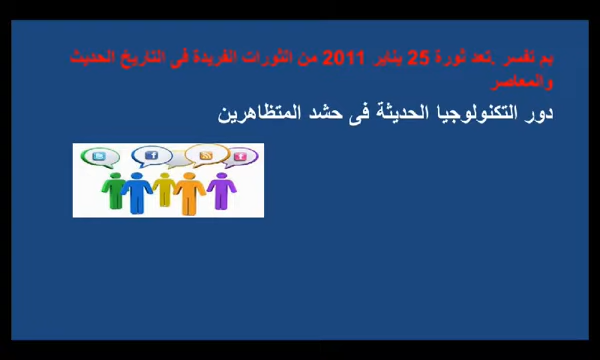 بم تفسر .تعد ثورة 25 يناير 2011 من الثورات الفريدة فى التاريخ الحديث
والمعاصر
دور التكنولوجيا الحديثة فى حشد المتظاهرين